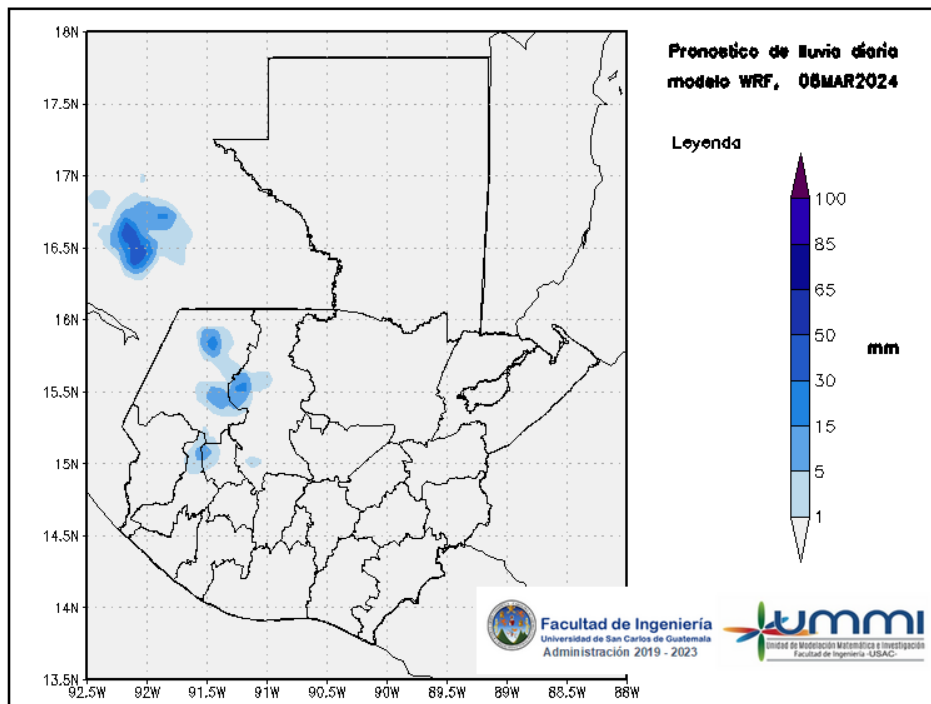 18N
17.5N
17N
16.5N
16N
15.5N
15N
14.5N
14N
13.5N
92.5W 92W 91.5W 91W 90.5W 90W 89.5W 89W 88.5W 88W
Pronostico de lluvia diaria
modelo WRF,
Leyenda
100
85
65
50
30
15
5
1
mm
Facultad de Ingeniería
Universidad de San Carlos de Guatemala
Administración 2019 - 2023
ummi
Unidad de Modelación Matemática e Investigación
Facultad de Ingeniería -USAC-